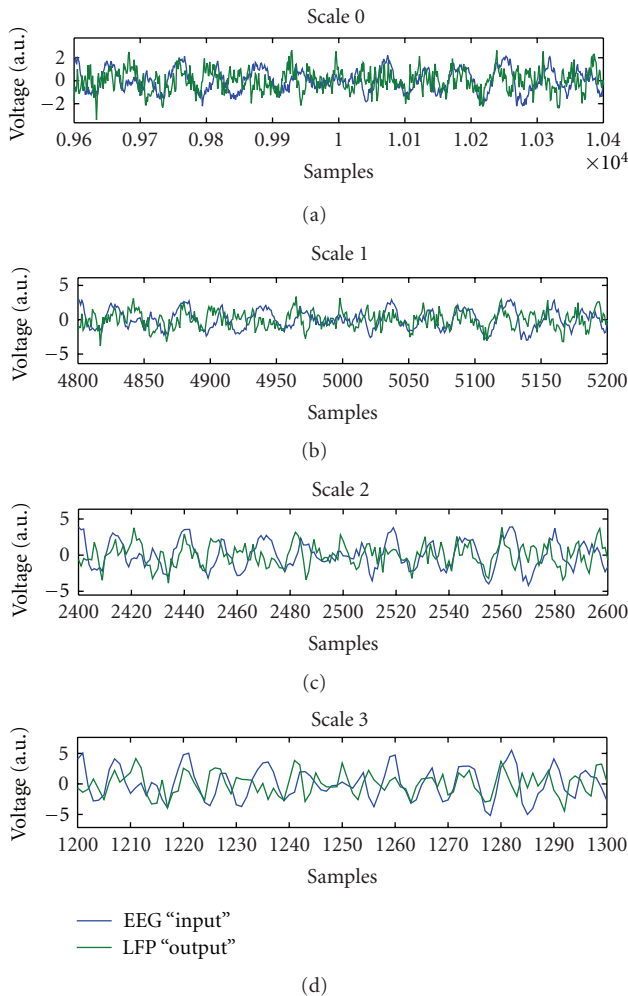 Scale 0
Voltage (a.u.)
2
0
−2
0.96 0.97 0.98 0.99 1 1.01 1.02 1.03 1.04
×10⁴
Samples
(a)
Scale 1
Voltage (a.u.)
5
0
−5
4800 4850 4900 4950 5000 5050 5100 5150 5200
Samples
(b)
Scale 2
Voltage (a.u.)
5
0
−5
2400 2420 2440 2460 2480 2500 2520 2540 2560 2580 2600
Samples
(c)
Scale 3
Voltage (a.u.)
5
0
−5
1200 1210 1220 1230 1240 1250 1260 1270 1280 1290 1300
Samples
EEG “input”
LFP “output”
(d)